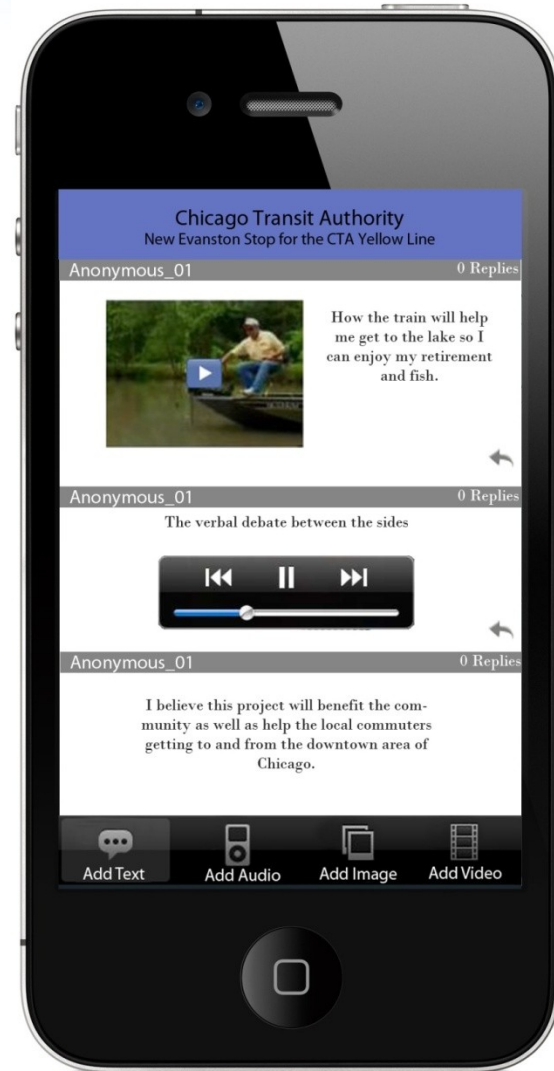 Chicago Transit Authority
New Evanston Stop for the CTA Yellow Line
Anonymous_01 0 Replies
How the train will help
me get to the lake so I
can enjoy my retirement
and fish.
Anonymous_01 0 Replies
The verbal debate between the sides
Anonymous_01 0 Replies
I believe this project will benefit the com-
munity as well as help the local commuters
getting to and from the downtown area of
Chicago.
Add Text Add Audio Add Image Add Video